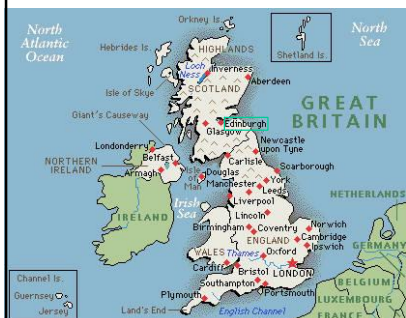 Orkney Is.
North
Atlantic
Ocean
North
Sea
Hebrides Is.
HIGHLANDS
Shetland Is.
Loch
Ness
Inverness
Isle of Skye
Aberdeen
SCOTLAND
Giant's Causeway
GREAT
BRITAIN
Edinburgh
Glasgow
Londonderry
Newcastle
upon Tyne
Belfast
Carlisle
NORTHERN
IRELAND
Armagh
Isle
of
Man
Douglas
Scarborough
York
Manchester
Leeds
NETHERLANDS
Irish
Sea
Liverpool
IRELAND
Lincoln
Norwich
Birmingham
Coventry
Cambridge
ENGLAND
Ipswich
GERMANY
WALES
Thames
Oxford
Channel Is.
Cardiff
LONDON
Bristol
BELGIUM
Guernsey
Southampton
Jersey
Plymouth
Portsmouth
LUXEMBOURG
Land's End
English Channel
FRANCE